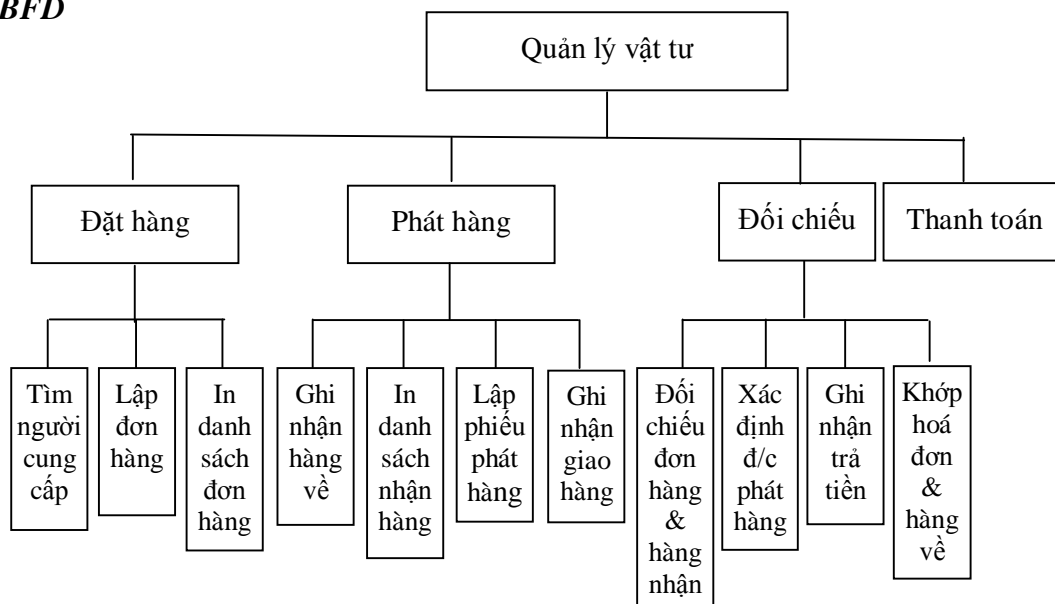 BFD
Quản lý vật tư
Đặt hàng
Phát hàng
Đối chiếu
Thanh toán
Tìm
người
cung
cấp
Lập
đơn
hàng
In
danh
sách
đơn
hàng
Ghi
nhận
hàng
về
In
danh
sách
nhận
hàng
Lập
phiếu
phát
hàng
Ghi
nhận
giao
hàng
Đối
chiếu
đơn
hàng
&
hàng
nhận
Xác
định
đ/c
phát
hàng
Ghi
nhận
trả
tiền
Khớp
hoá
đơn
&
hàng
về